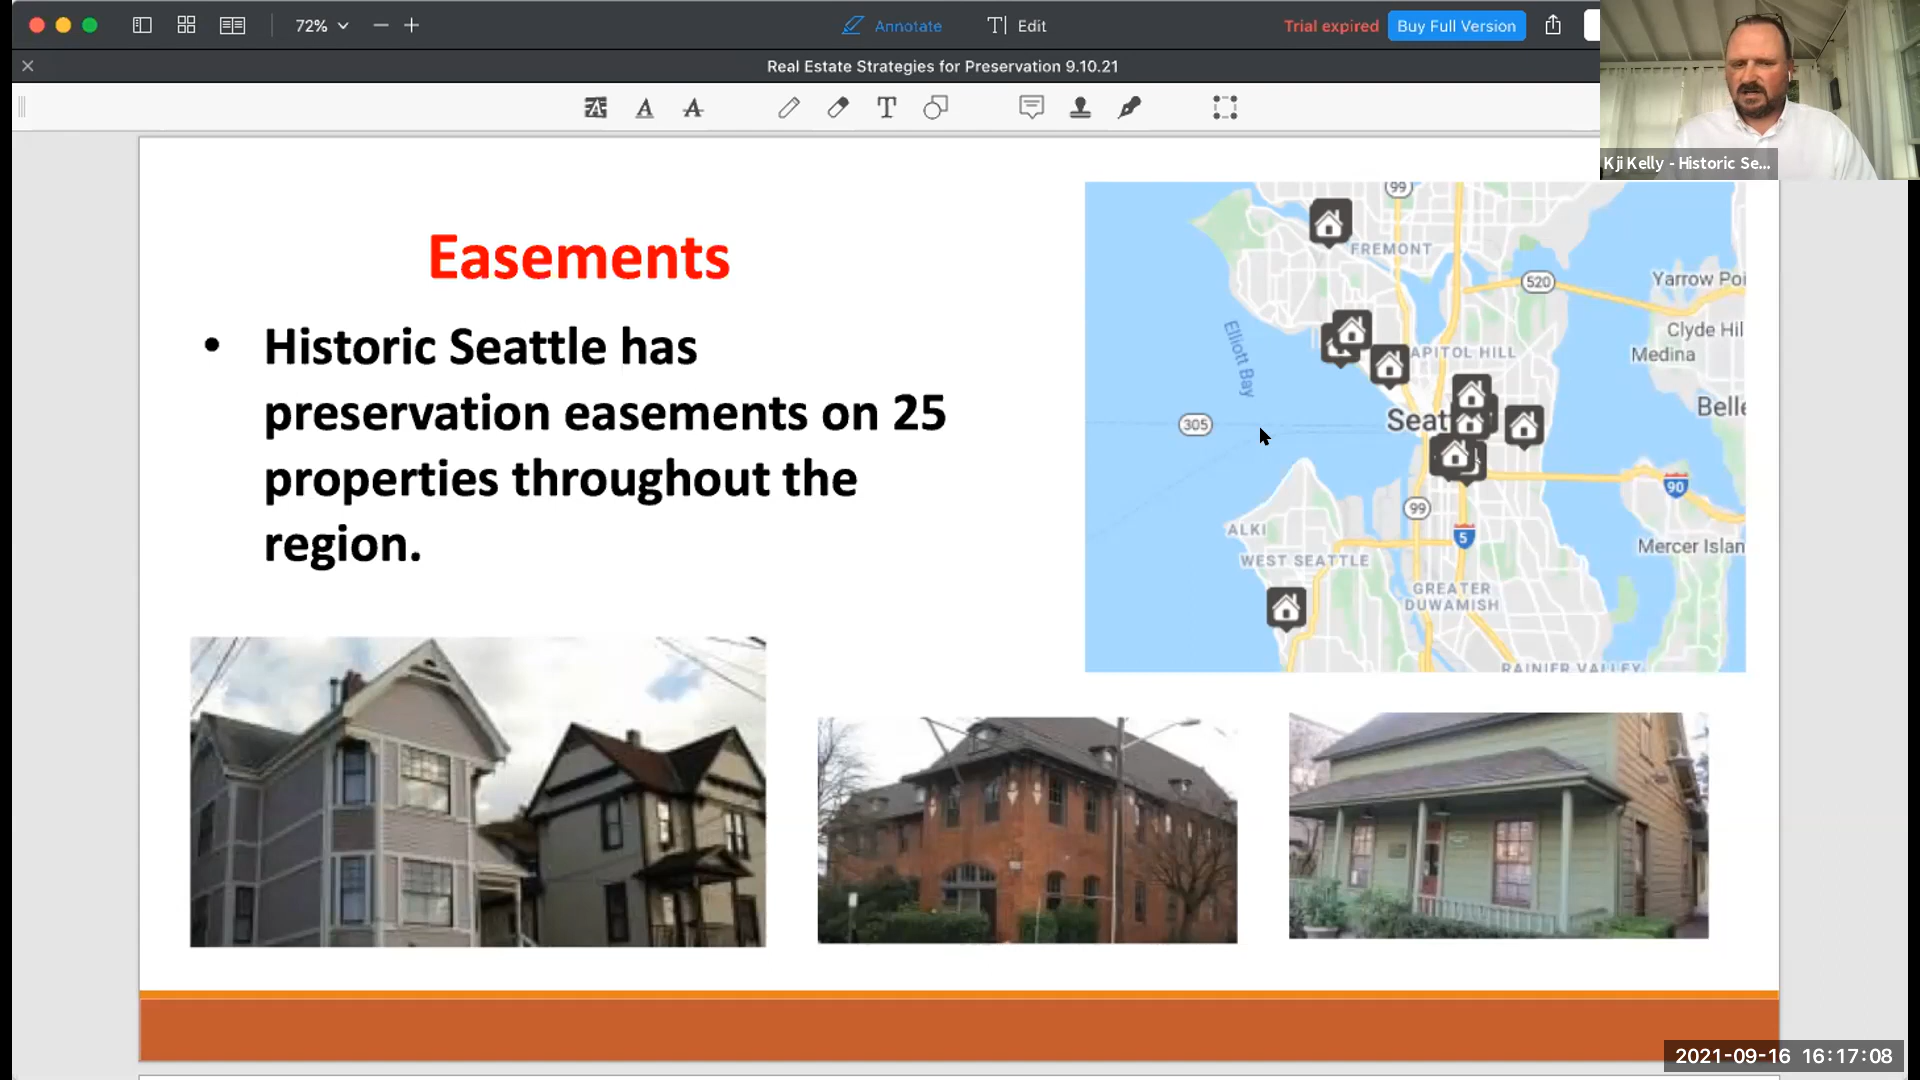 72%
Annotate
Edit
Trial expired
Buy Full Version
Real Estate Strategies for Preservation 9.10.21
Kji Kelly - Historic Se...
Easements
• Historic Seattle has
preservation easements on 25
properties throughout the
region.
99
FREMONT
520
Yarrow Poi
Clyde Hil
Medina
Elliott Bay
APITOL HILL
Belle
305
Seat
90
99
ALKI
5
Mercer Islan
WEST SEATTLE
GREATER
DUWAMISH
RAINIER VALLEY
2021-09-16 16:17:08